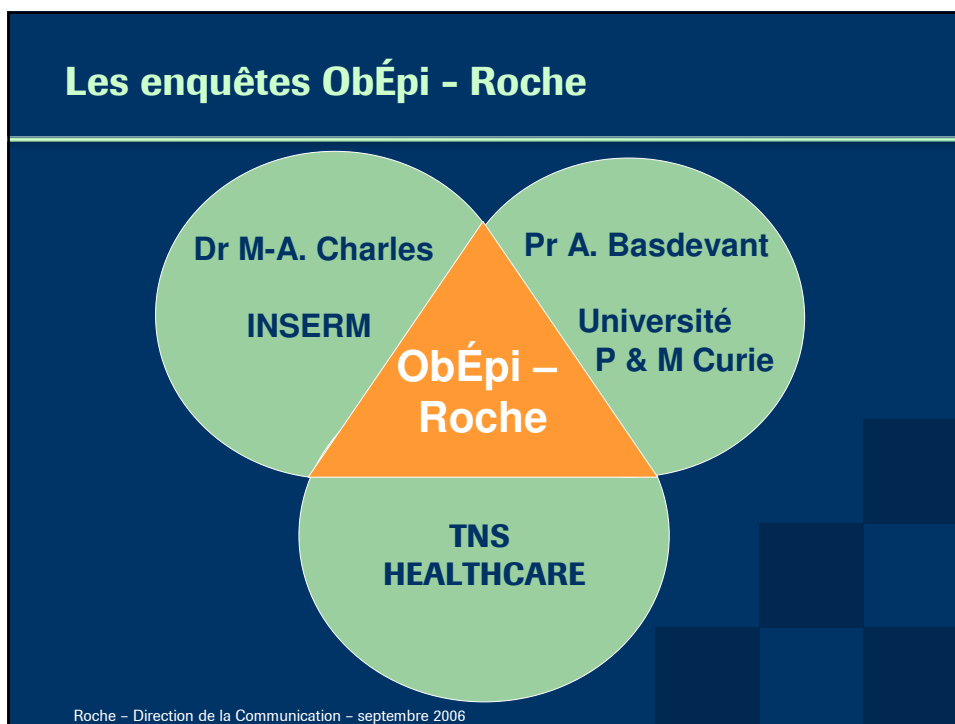 Les enquêtes ObÉpi - Roche
Dr M-A. Charles
INSERM
Pr A. Basdevant
Université
P & M Curie
ObÉpi –
Roche
TNS
HEALTHCARE
Roche – Direction de la Communication – septembre 2006